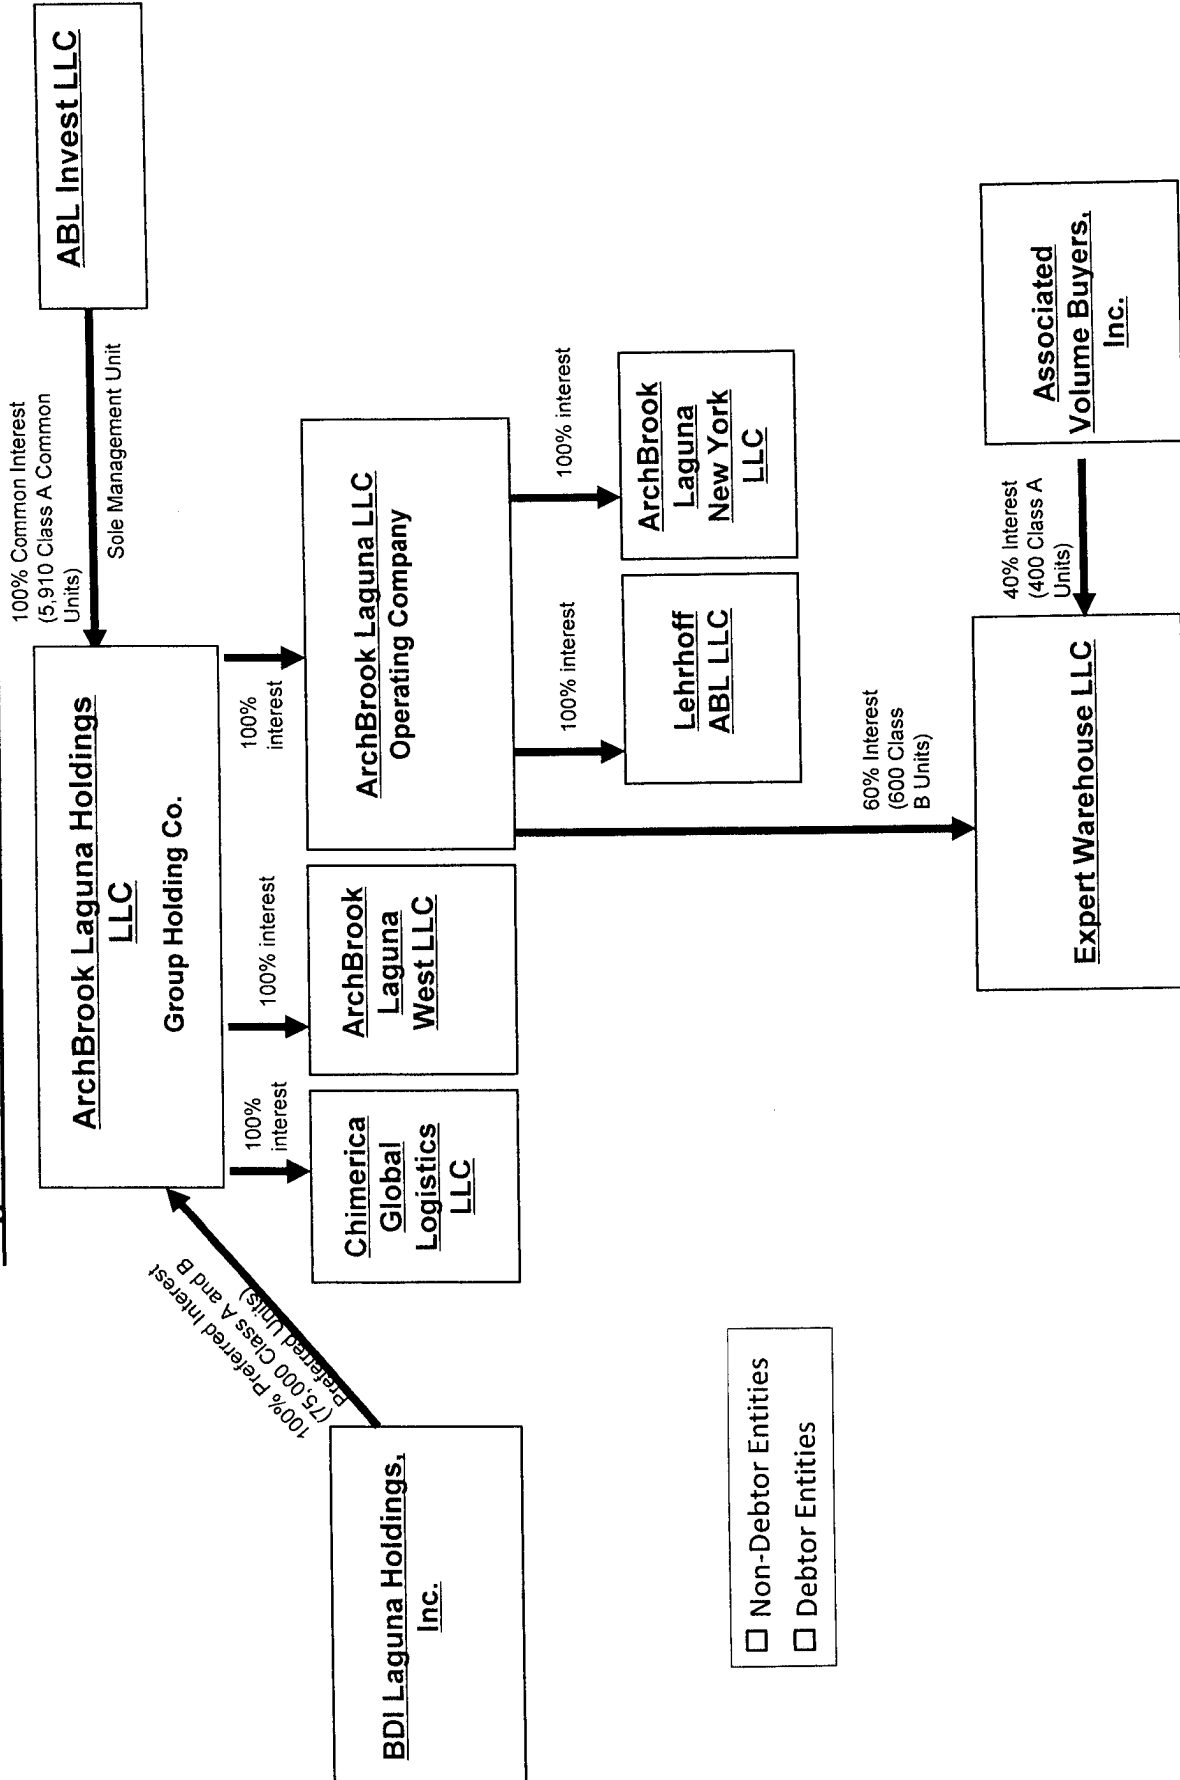 100% Common Interest
(5,910 Class A Common
Units)
ABL Invest LLC
Sole Management Unit
ArchBrook Laguna Holdings
LLC
Group Holding Co.
100% Preferred Interest
(75,000 Class A and B
Preferred Units)
BDI Laguna Holdings,
Inc.
100%
interest
100% interest
100%
interest
Chimerica
Global
Logistics
LLC
ArchBrook
Laguna
West LLC
ArchBrook Laguna LLC
Operating Company
100% interest
100% interest
Lehrhoff
ABL LLC
ArchBrook
Laguna
New York
LLC
60% Interest
(600 Class
B Units)
40% Interest
(400 Class A
Units)
Expert Warehouse LLC
Associated
Volume Buyers,
Inc.
☐ Non-Debtor Entities
☐ Debtor Entities